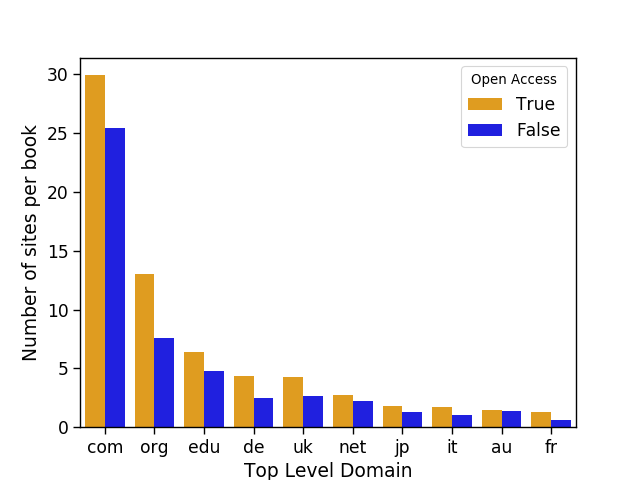 Open Access
True
False
Number of sites per book
30
25
20
15
10
5
0
com org edu de uk net jp it au fr
Top Level Domain